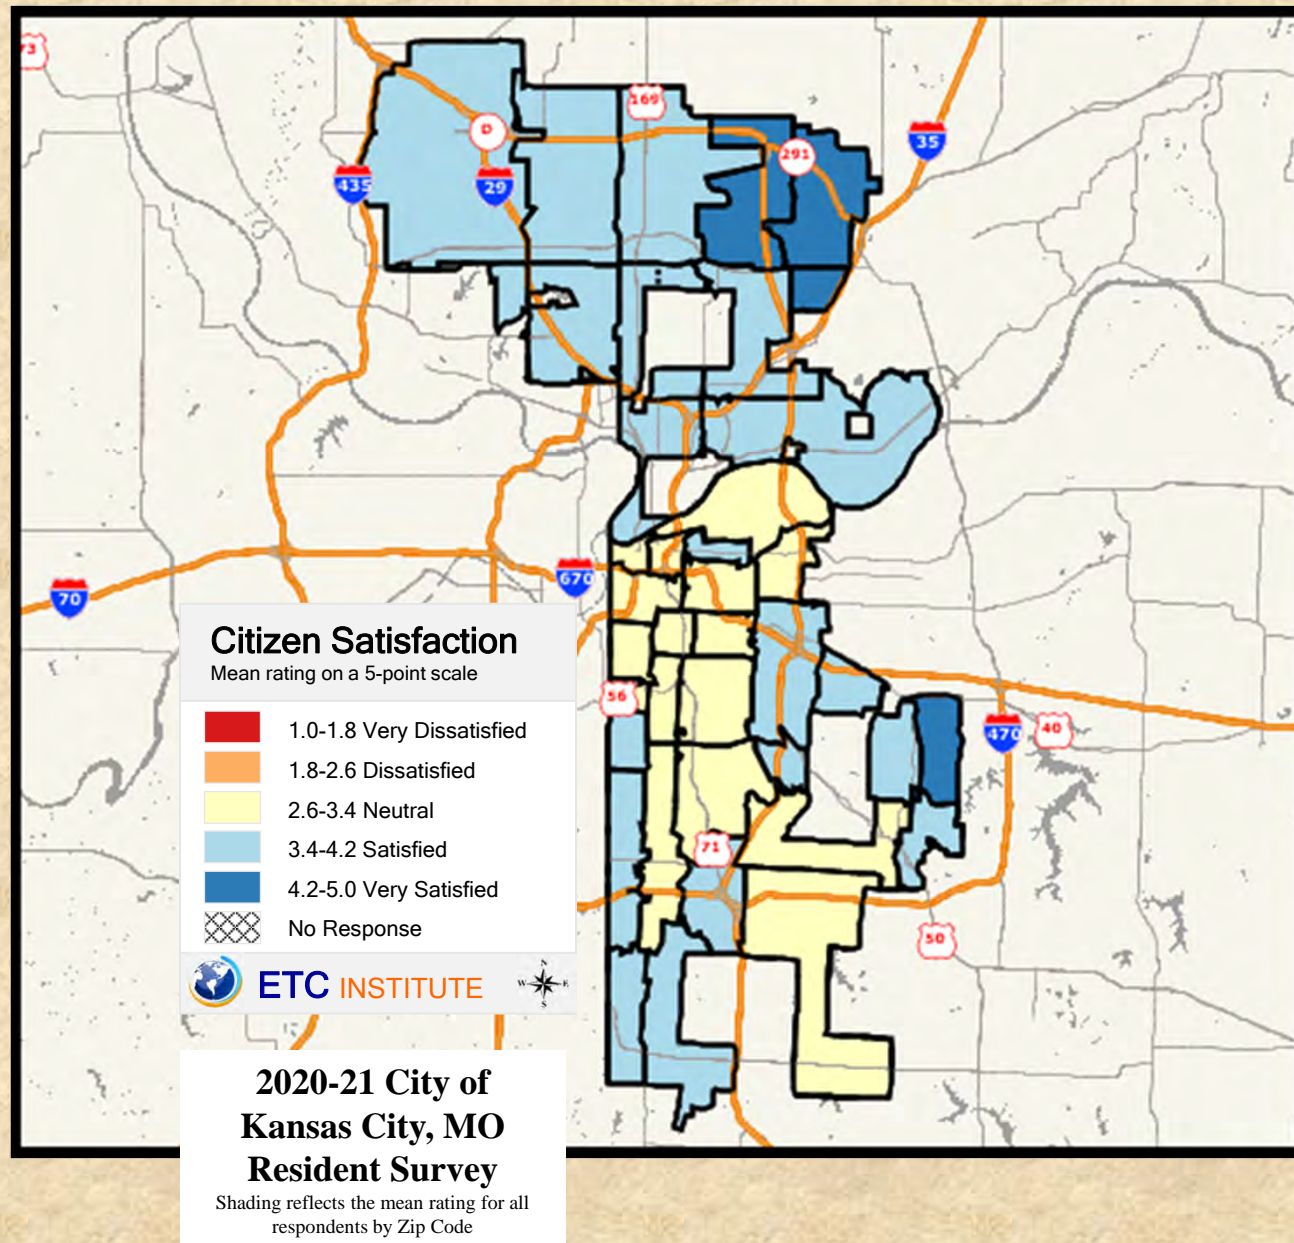 73
169
D
291
35
435
29
670
70
Citizen Satisfaction
Mean rating on a 5-point scale
1.0-1.8 Very Dissatisfied
1.8-2.6 Dissatisfied
2.6-3.4 Neutral
3.4-4.2 Satisfied
4.2-5.0 Very Satisfied
No Response
ETC INSTITUTE
N
W E
S
56
470
40
71
50
2020-21 City of
Kansas City, MO
Resident Survey
Shading reflects the mean rating for all
respondents by Zip Code